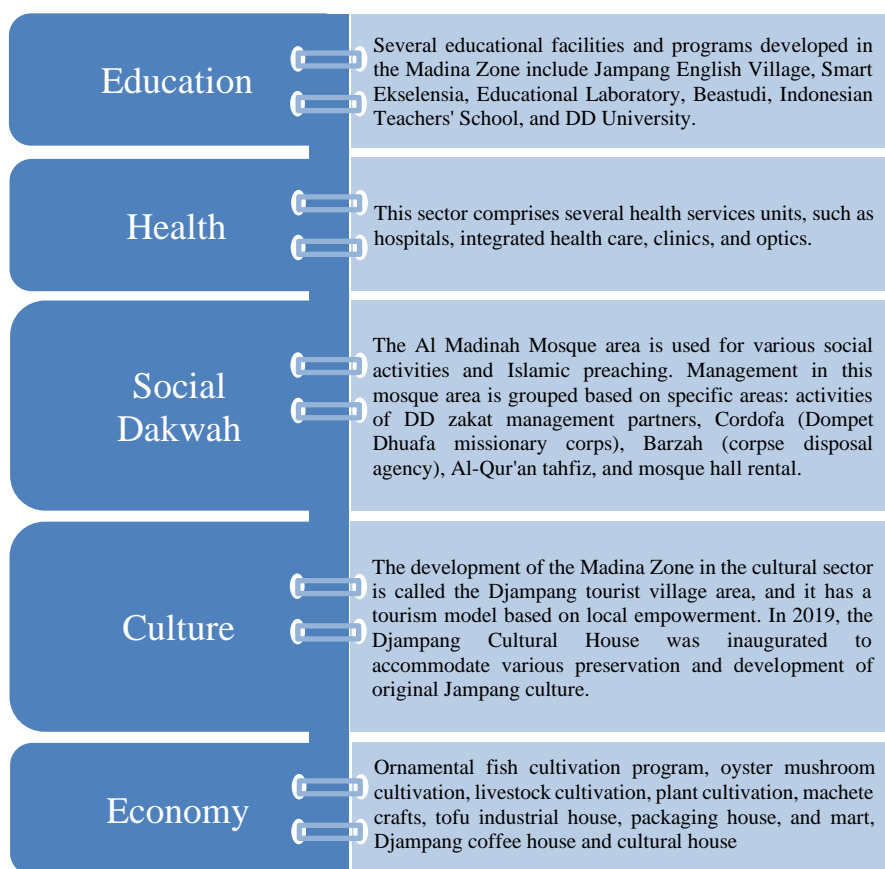 Education
Several educational facilities and programs developed in
the Madina Zone include Jampang English Village, Smart
Ekselensia, Educational Laboratory, Beastudi, Indonesian
Teachers' School, and DD University.
Health
This sector comprises several health services units, such as
hospitals, integrated health care, clinics, and optics.
Social
Dakwah
The Al Madinah Mosque area is used for various social
activities and Islamic preaching. Management in this
mosque area is grouped based on specific areas: activities
of DD zakat management partners, Cordofa (Dompet
Dhuafa missionary corps), Barzah (corpse disposal
agency), Al-Qur'an tahfiz, and mosque hall rental.
Culture
The development of the Madina Zone in the cultural sector
is called the Djampang tourist village area, and it has a
tourism model based on local empowerment. In 2019, the
Djampang Cultural House was inaugurated to
accommodate various preservation and development of
original Jampang culture.
Economy
Ornamental fish cultivation program, oyster mushroom
cultivation, livestock cultivation, plant cultivation, machete
crafts, tofu industrial house, packaging house, and mart,
Djampang coffee house and cultural house